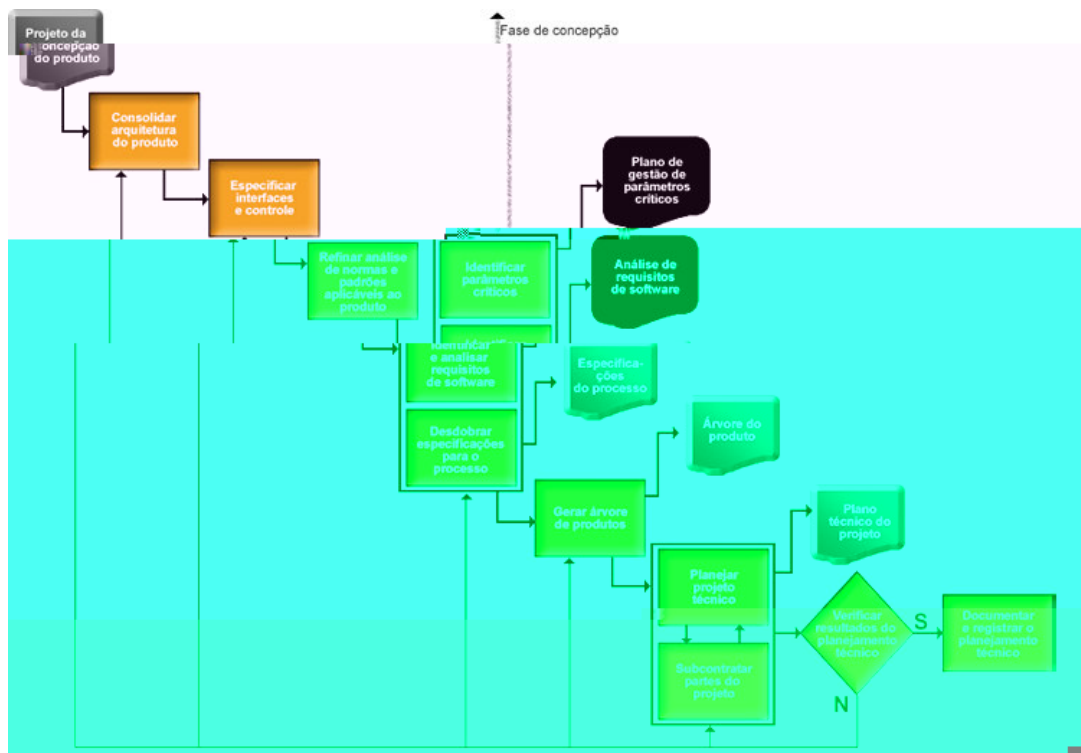 Projeto da
concepção
do produto
Fase de concepção
Consolidar
arquitetura
do produto
Especificar
interfaces
e controle
Plano de
gestão de
parâmetros
críticos
Refinar análise
de normas e
padrões
aplicáveis ao
produto
Identificar
parâmetros
críticos
Análise de
requisitos
de software
Identificar
e analisar
requisitos
de software
Especifica-
ções
do processo
Desdobrar
especificações
para o
processo
Árvore do
produto
Gerar árvore
de produtos
Plano
técnico do
projeto
Planejar
projeto
técnico
Subcontratar
partes do
projeto
Verificar
resultados do
planejamento
técnico
S
N
Documentar
e registrar o
planejamento
técnico